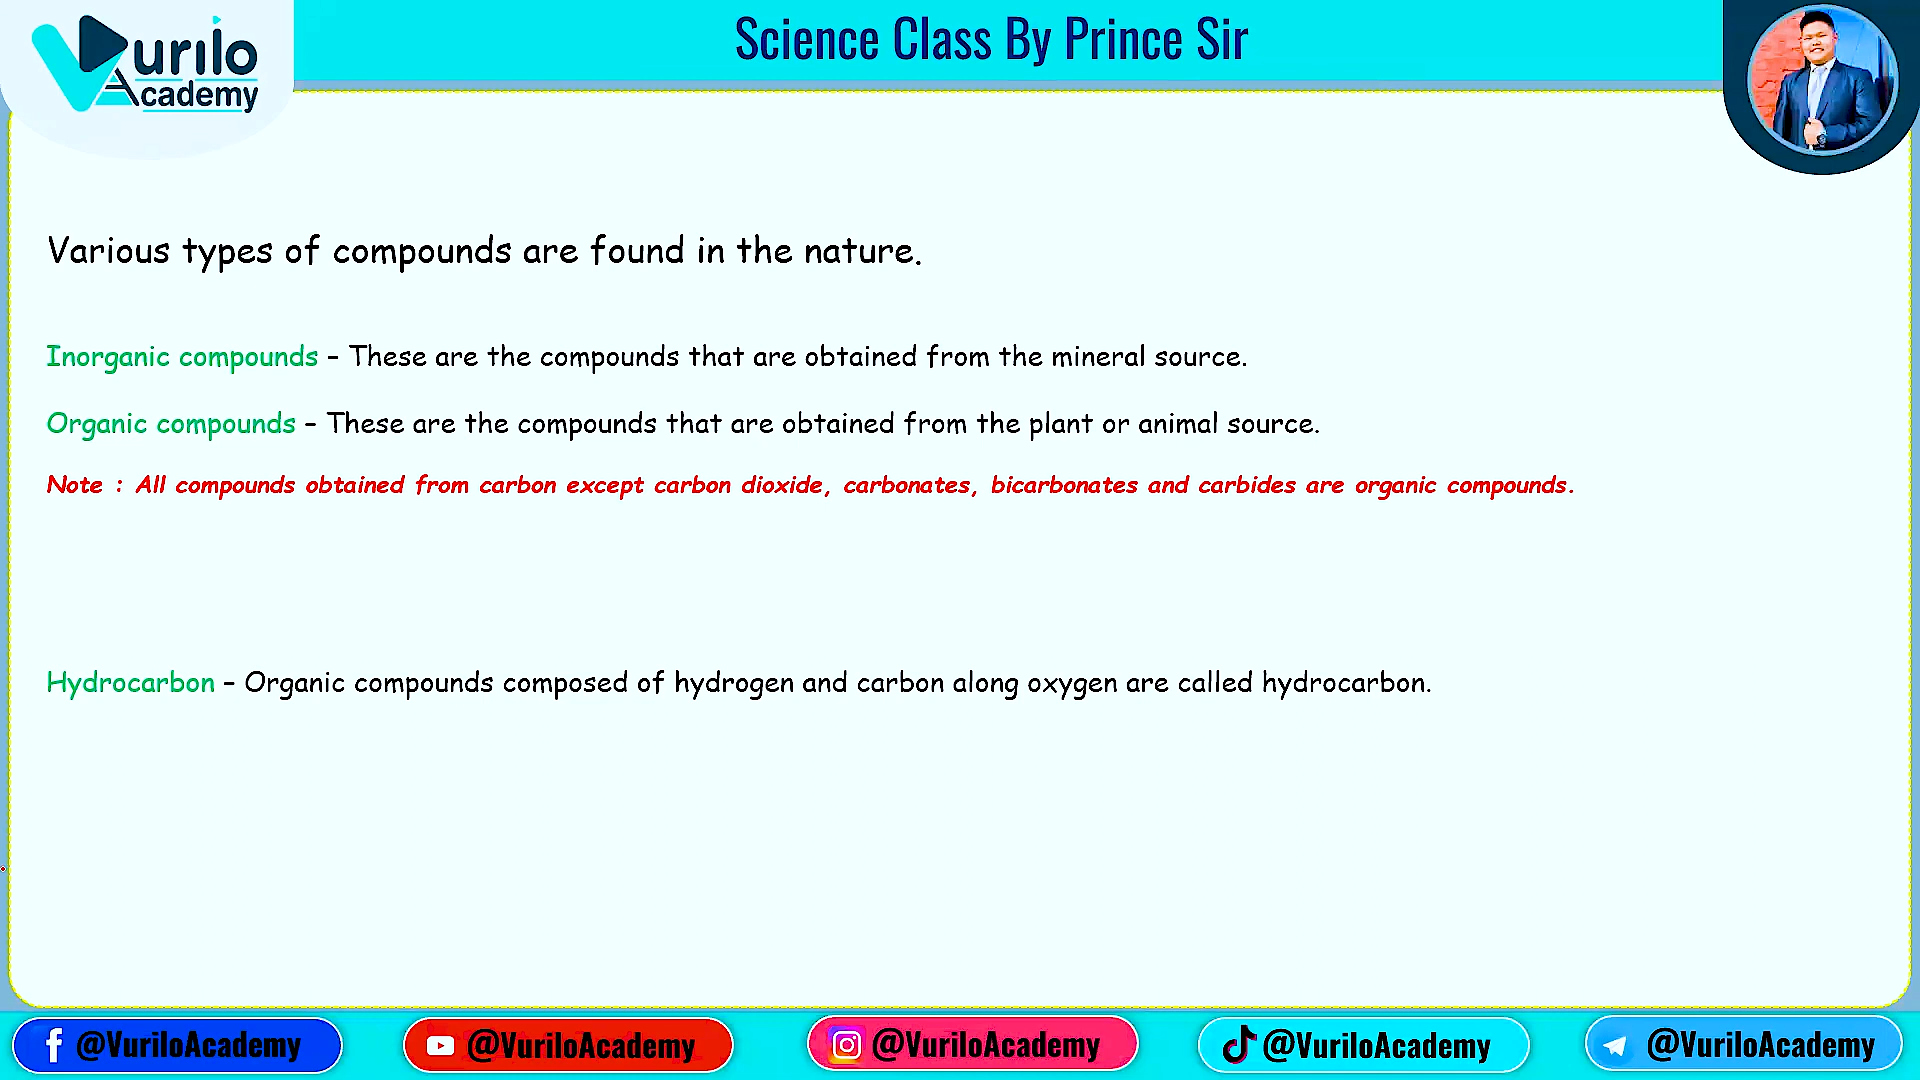 Vurilo
Academy
Science Class By Prince Sir
Various types of compounds are found in the nature.
Inorganic compounds – These are the compounds that are obtained from the mineral source.
Organic compounds – These are the compounds that are obtained from the plant or animal source.
Note : All compounds obtained from carbon except carbon dioxide, carbonates, bicarbonates and carbides are organic compounds.
Hydrocarbon – Organic compounds composed of hydrogen and carbon along oxygen are called hydrocarbon.
@VuriloAcademy
@VuriloAcademy
@VuriloAcademy
@VuriloAcademy
@VuriloAcademy